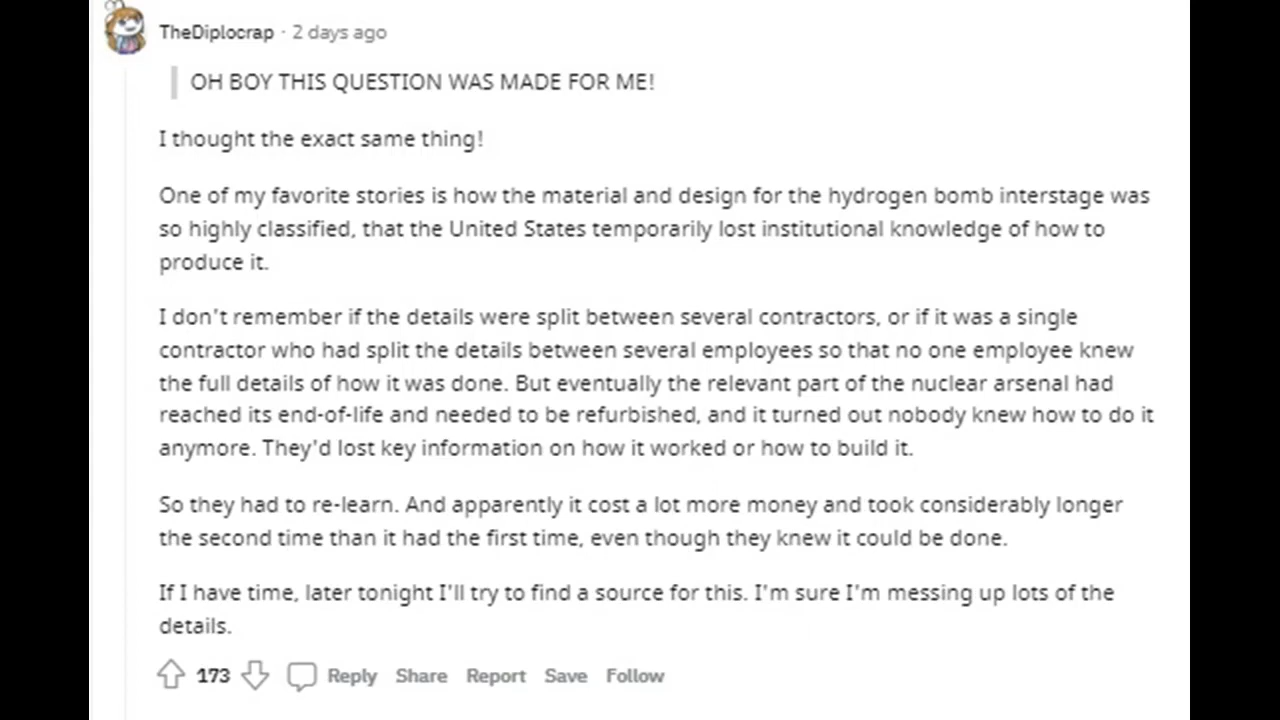 TheDiplocrap · 2 days ago
OH BOY THIS QUESTION WAS MADE FOR ME!
I thought the exact same thing!
One of my favorite stories is how the material and design for the hydrogen bomb interstage was
so highly classified, that the United States temporarily lost institutional knowledge of how to
produce it.
I don't remember if the details were split between several contractors, or if it was a single
contractor who had split the details between several employees so that no one employee knew
the full details of how it was done. But eventually the relevant part of the nuclear arsenal had
reached its end-of-life and needed to be refurbished, and it turned out nobody knew how to do it
anymore. They'd lost key information on how it worked or how to build it.
So they had to re-learn. And apparently it cost a lot more money and took considerably longer
the second time than it had the first time, even though they knew it could be done.
If I have time, later tonight I'll try to find a source for this. I'm sure I'm messing up lots of the
details.
173 Reply Share Report Save Follow